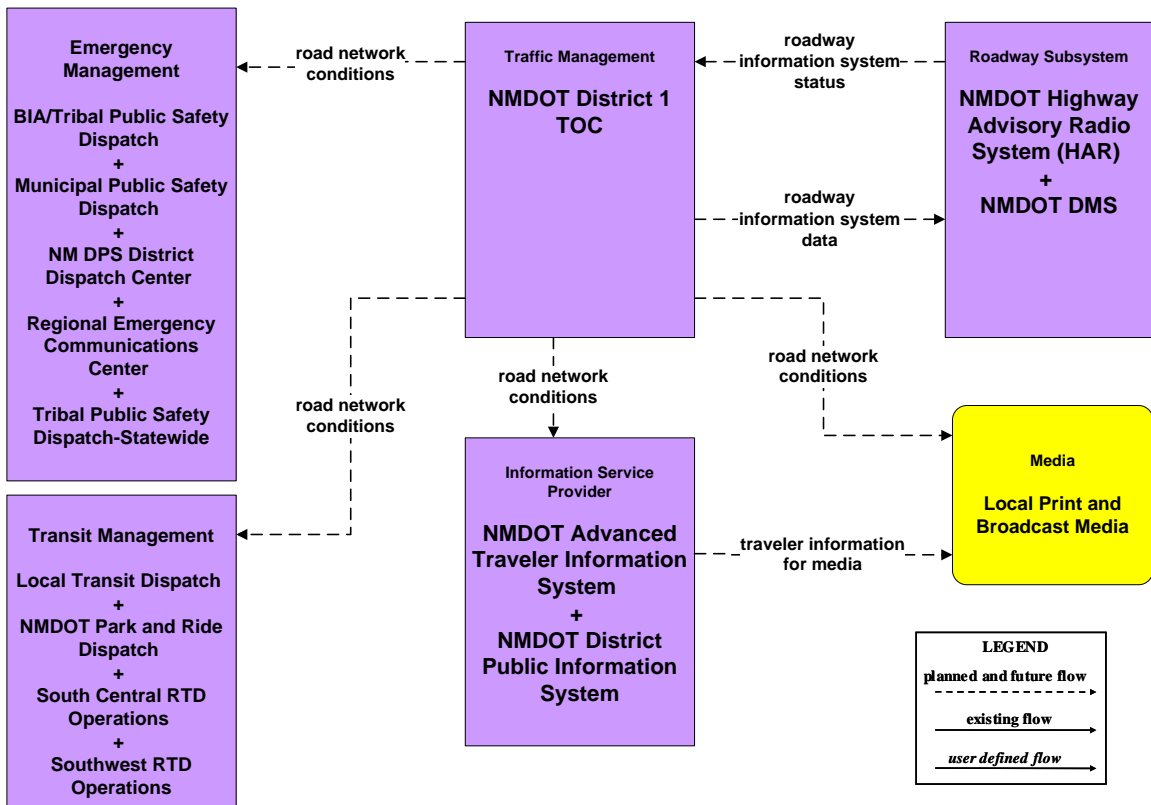 Emergency
Management
BIA/Tribal Public Safety
Dispatch
+
Municipal Public Safety
Dispatch
+
NM DPS District
Dispatch Center
+
Regional Emergency
Communications
Center
+
Tribal Public Safety
Dispatch-Statewide
road network
conditions
Traffic Management
NMDOT District 1
TOC
roadway
information system
status
Roadway Subsystem
NMDOT Highway
Advisory Radio
System (HAR)
+
NMDOT DMS
roadway
information system
data
road network
conditions
road network
conditions
road network
conditions
Transit Management
Local Transit Dispatch
+
NMDOT Park and Ride
Dispatch
+
South Central RTD
Operations
+
Southwest RTD
Operations
Information Service
Provider
NMDOT Advanced
Traveler Information
System
+
NMDOT District
Public Information
System
traveler information
for media
Media
Local Print and
Broadcast Media
LEGEND
planned and future flow
existing flow
user defined flow